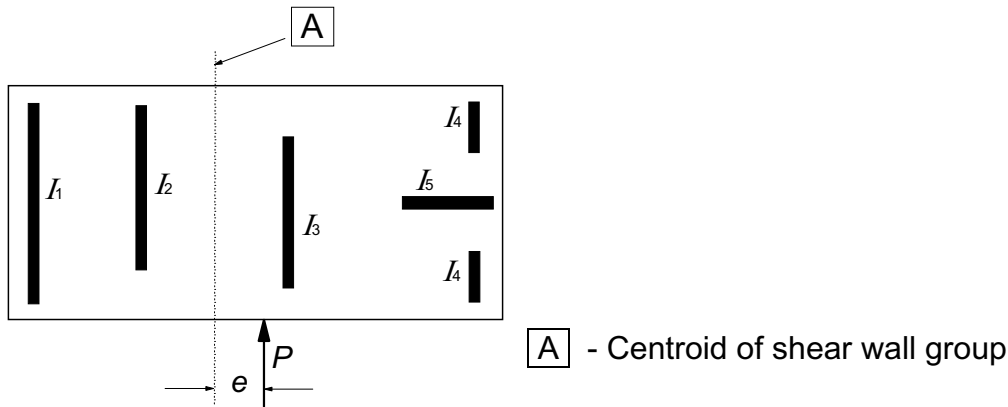 A
I4
I5
I1
I2
I3
I4
P
e
A - Centroid of shear wall group